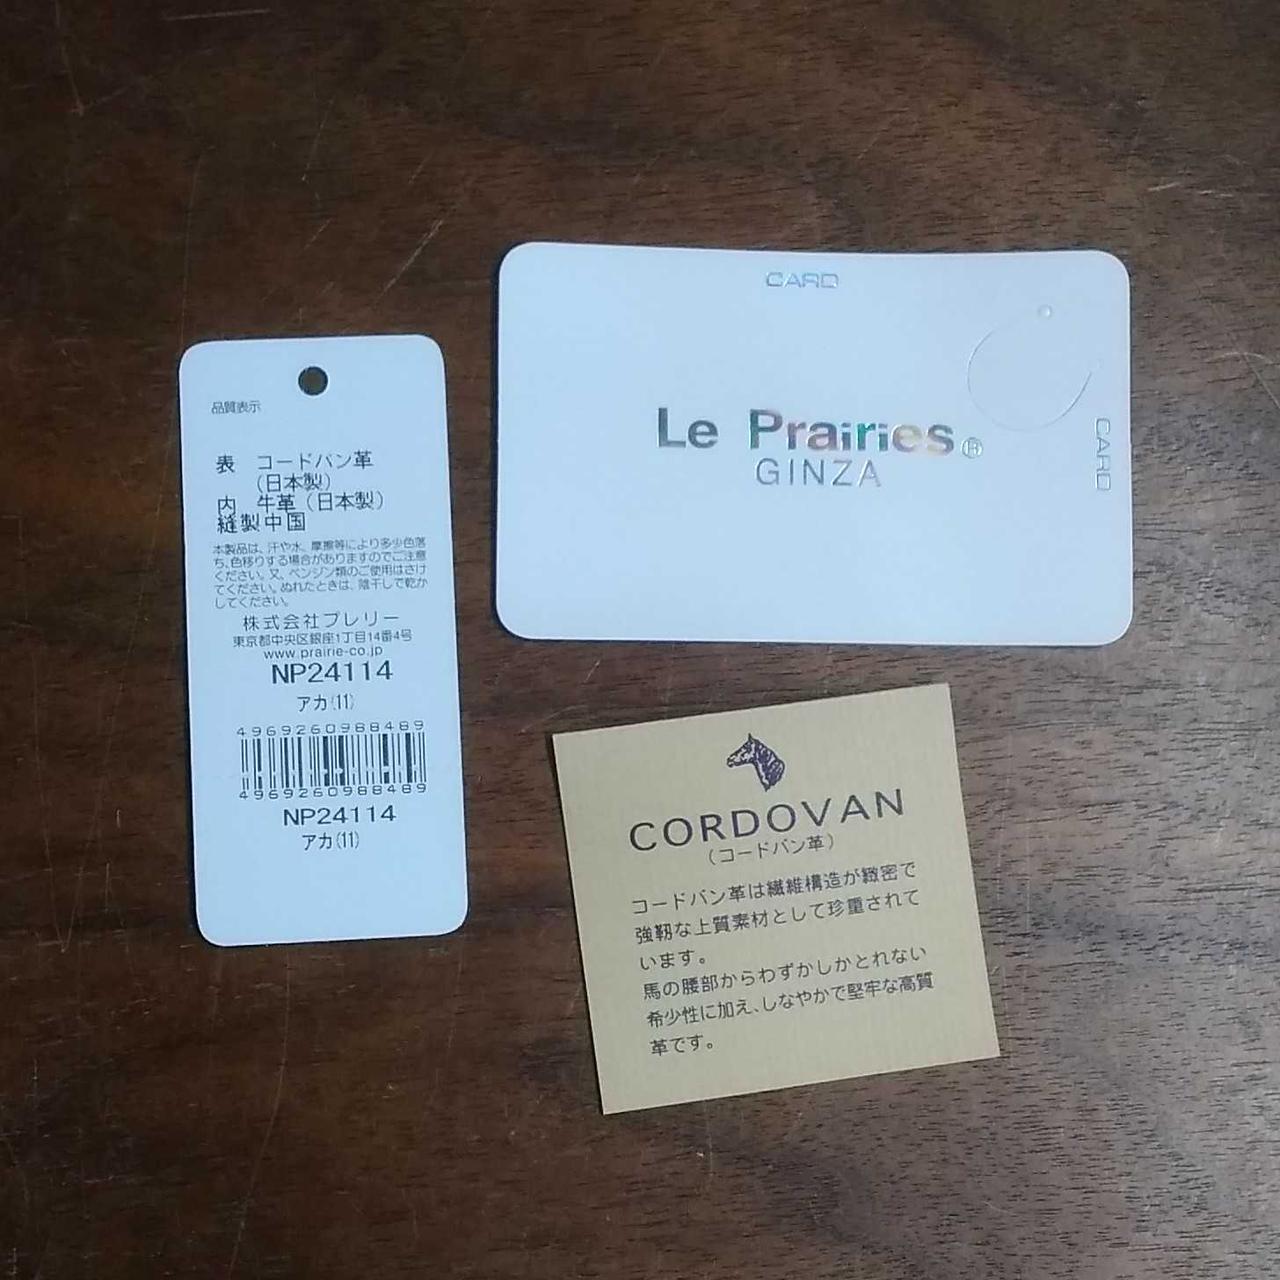 品質表示
表 コードバン革
(日本製)
内 牛革(日本製)
縫製中国
本製品は、汗や水、摩擦等により多少色落
ち、色移りする場合がありますのでご注意
ください。又、ベンジン類のご使用はさけ
てください。ぬれたときは、陰干しで乾か
してください。
株式会社プレリー
東京都中央区銀座1丁目14番4号
www.prairie-co.jp
NP24114
アカ(11)
4969260988489
4969260988489
NP24114
アカ(11)
CARD
Le Prairies®
GINZA
CARD
CORDOVAN
(コードバン革)
コードバン革は繊維構造が緻密で
強靭な上質素材として珍重されて
います。
馬の腰部からわずかしかとれない
希少性に加え、しなやかで堅牢な高質
革です。